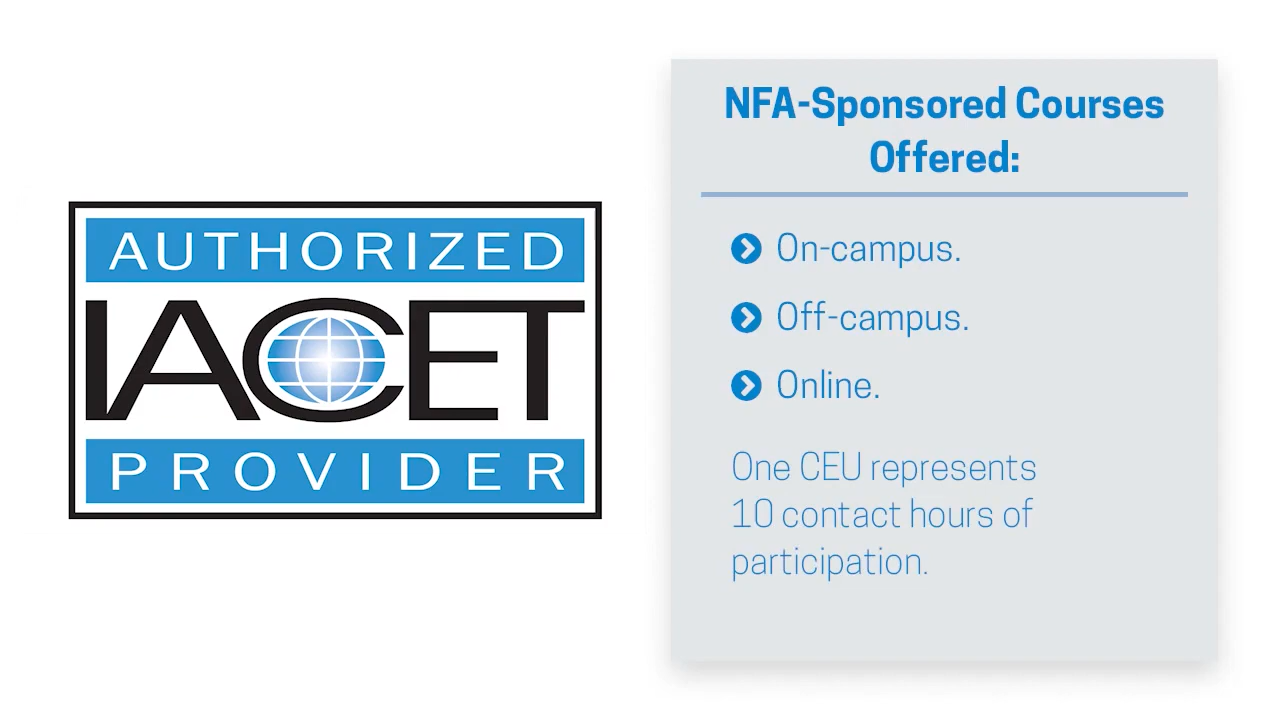 AUTHORIZED
IACET
PROVIDER
NFA-Sponsored Courses
Offered:
On-campus.
Off-campus.
Online.
One CEU represents
10 contact hours of
participation.